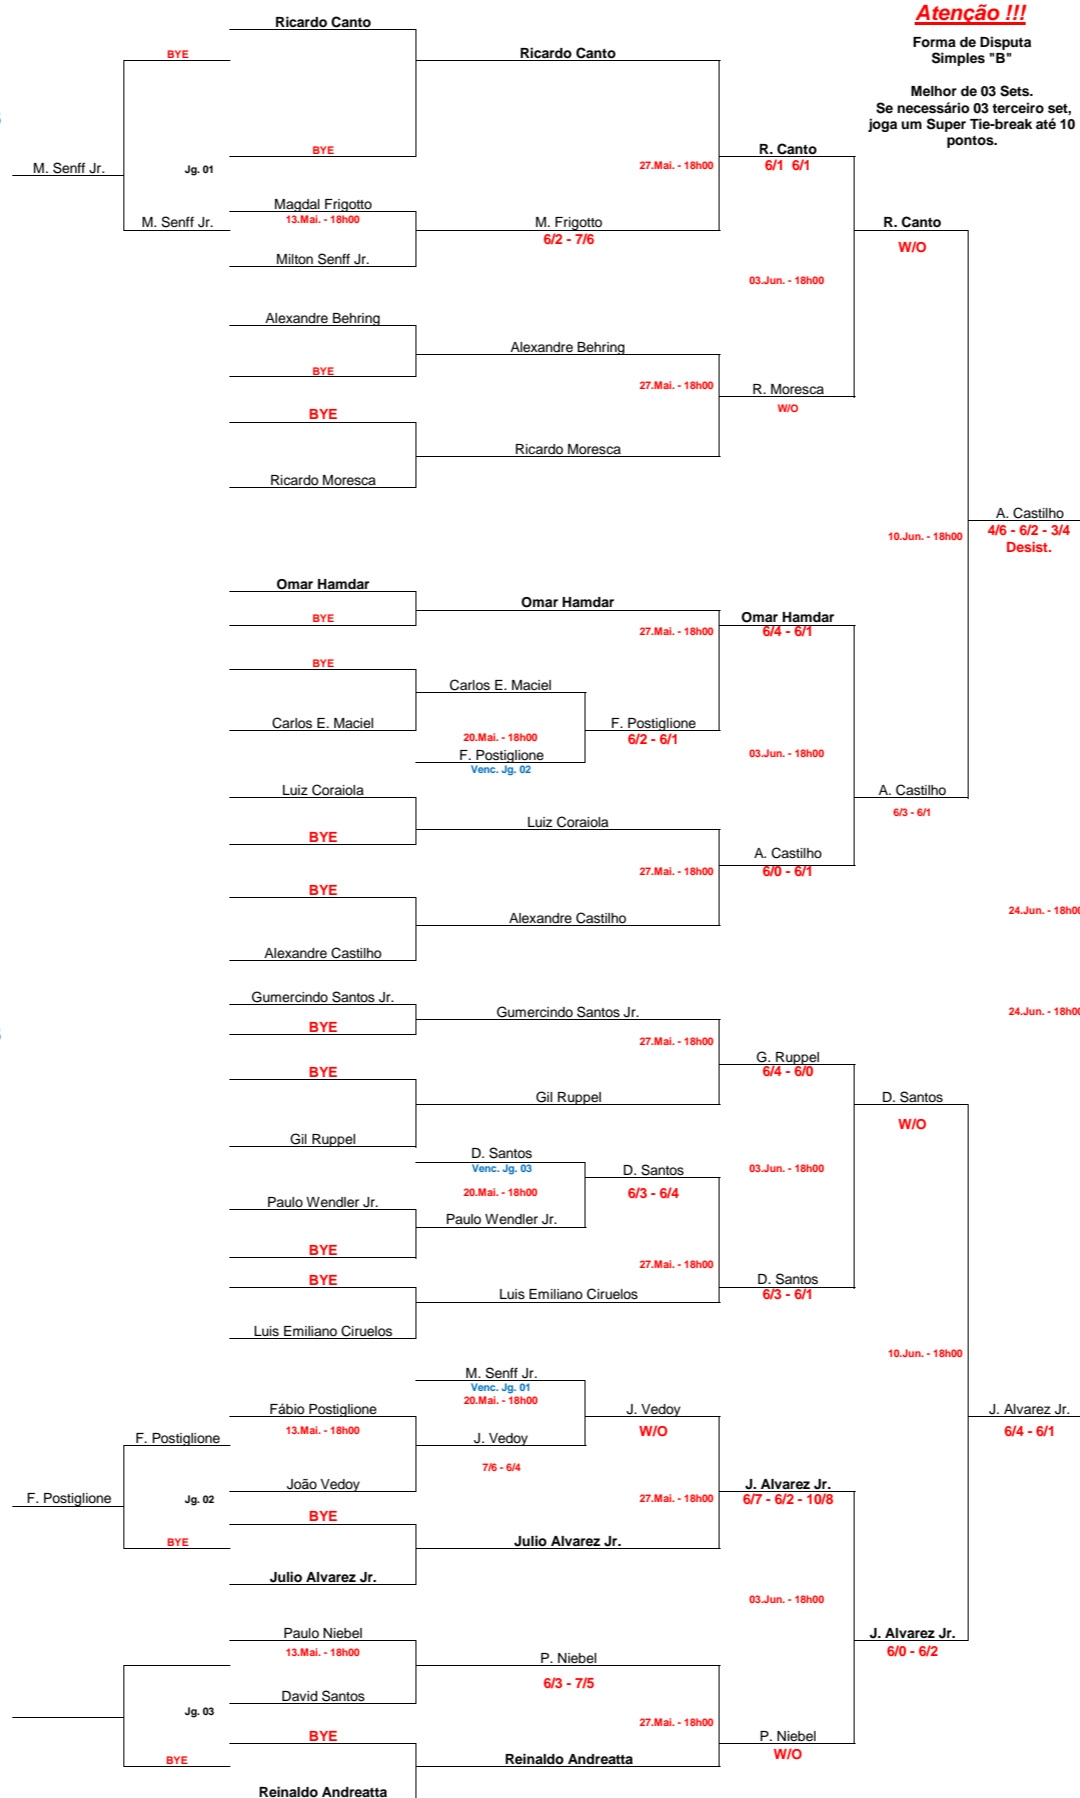 Atenção !!!
Forma de Disputa
Simples "B"
Melhor de 03 Sets.
Se necessário 03 terceiro set,
joga um Super Tie-break até 10
pontos.
Ricardo Canto
BYE
Ricardo Canto
BYE
M. Senff Jr.
Jg. 01
27.Mai. - 18h00
R. Canto
6/1 6/1
Magdal Frigotto
M. Senff Jr.
13.Mai. - 18h00
M. Frigotto
6/2 - 7/6
R. Canto
W/O
Milton Senff Jr.
03.Jun. - 18h00
Alexandre Behring
Alexandre Behring
BYE
27.Mai. - 18h00
R. Moresca
W/O
BYE
Ricardo Moresca
Ricardo Moresca
A. Castilho
10.Jun. - 18h00
4/6 - 6/2 - 3/4
Desist.
Omar Hamdar
Omar Hamdar
BYE
27.Mai. - 18h00
Omar Hamdar
6/4 - 6/1
BYE
Carlos E. Maciel
Carlos E. Maciel
20.Mai. - 18h00
F. Postiglione
6/2 - 6/1
F. Postiglione
Venc. Jg. 02
03.Jun. - 18h00
Luiz Coraiola
A. Castilho
6/3 - 6/1
Luiz Coraiola
BYE
A. Castilho
27.Mai. - 18h00
6/0 - 6/1
BYE
Alexandre Castilho
24.Jun. - 18h00
Alexandre Castilho
Gumercindo Santos Jr.
Gumercindo Santos Jr.
24.Jun. - 18h00
BYE
27.Mai. - 18h00
G. Ruppel
6/4 - 6/0
BYE
Gil Ruppel
D. Santos
W/O
Gil Ruppel
D. Santos
Venc. Jg. 03
D. Santos
03.Jun. - 18h00
20.Mai. - 18h00
6/3 - 6/4
Paulo Wendler Jr.
Paulo Wendler Jr.
BYE
27.Mai. - 18h00
BYE
D. Santos
6/3 - 6/1
Luis Emiliano Ciruelos
Luis Emiliano Ciruelos
10.Jun. - 18h00
M. Senff Jr.
Venc. Jg. 01
20.Mai. - 18h00
Fábio Postiglione
J. Vedoy
J. Alvarez Jr.
13.Mai. - 18h00
W/O
6/4 - 6/1
F. Postiglione
J. Vedoy
7/6 - 6/4
João Vedoy
J. Alvarez Jr.
F. Postiglione
Jg. 02
27.Mai. - 18h00
6/7 - 6/2 - 10/8
BYE
BYE
Julio Alvarez Jr.
Julio Alvarez Jr.
03.Jun. - 18h00
Paulo Niebel
J. Alvarez Jr.
13.Mai. - 18h00
6/0 - 6/2
P. Niebel
6/3 - 7/5
David Santos
Jg. 03
27.Mai. - 18h00
BYE
P. Niebel
W/O
BYE
Reinaldo Andreatta
Reinaldo Andreatta